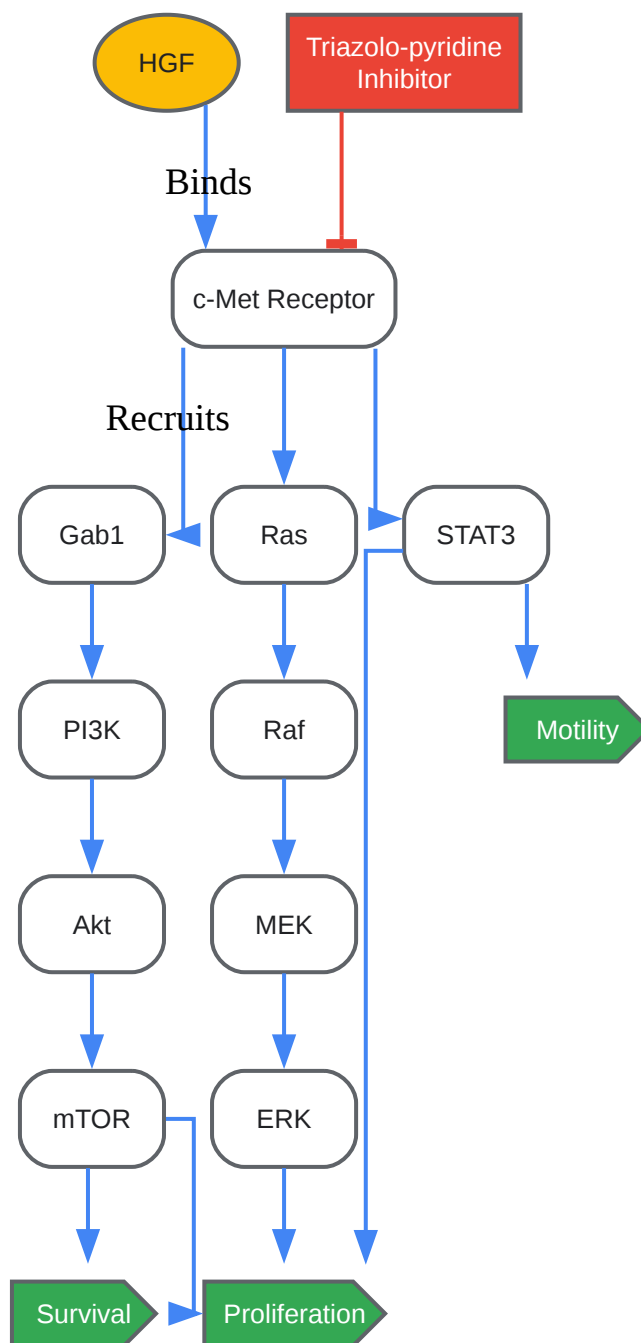 HGF
Triazolo-pyridine
Inhibitor
Binds
c-Met Receptor
Recruits
Gab1
Ras
STAT3
PI3K
Raf
Motility
Akt
MEK
mTOR
ERK
Survival
Proliferation